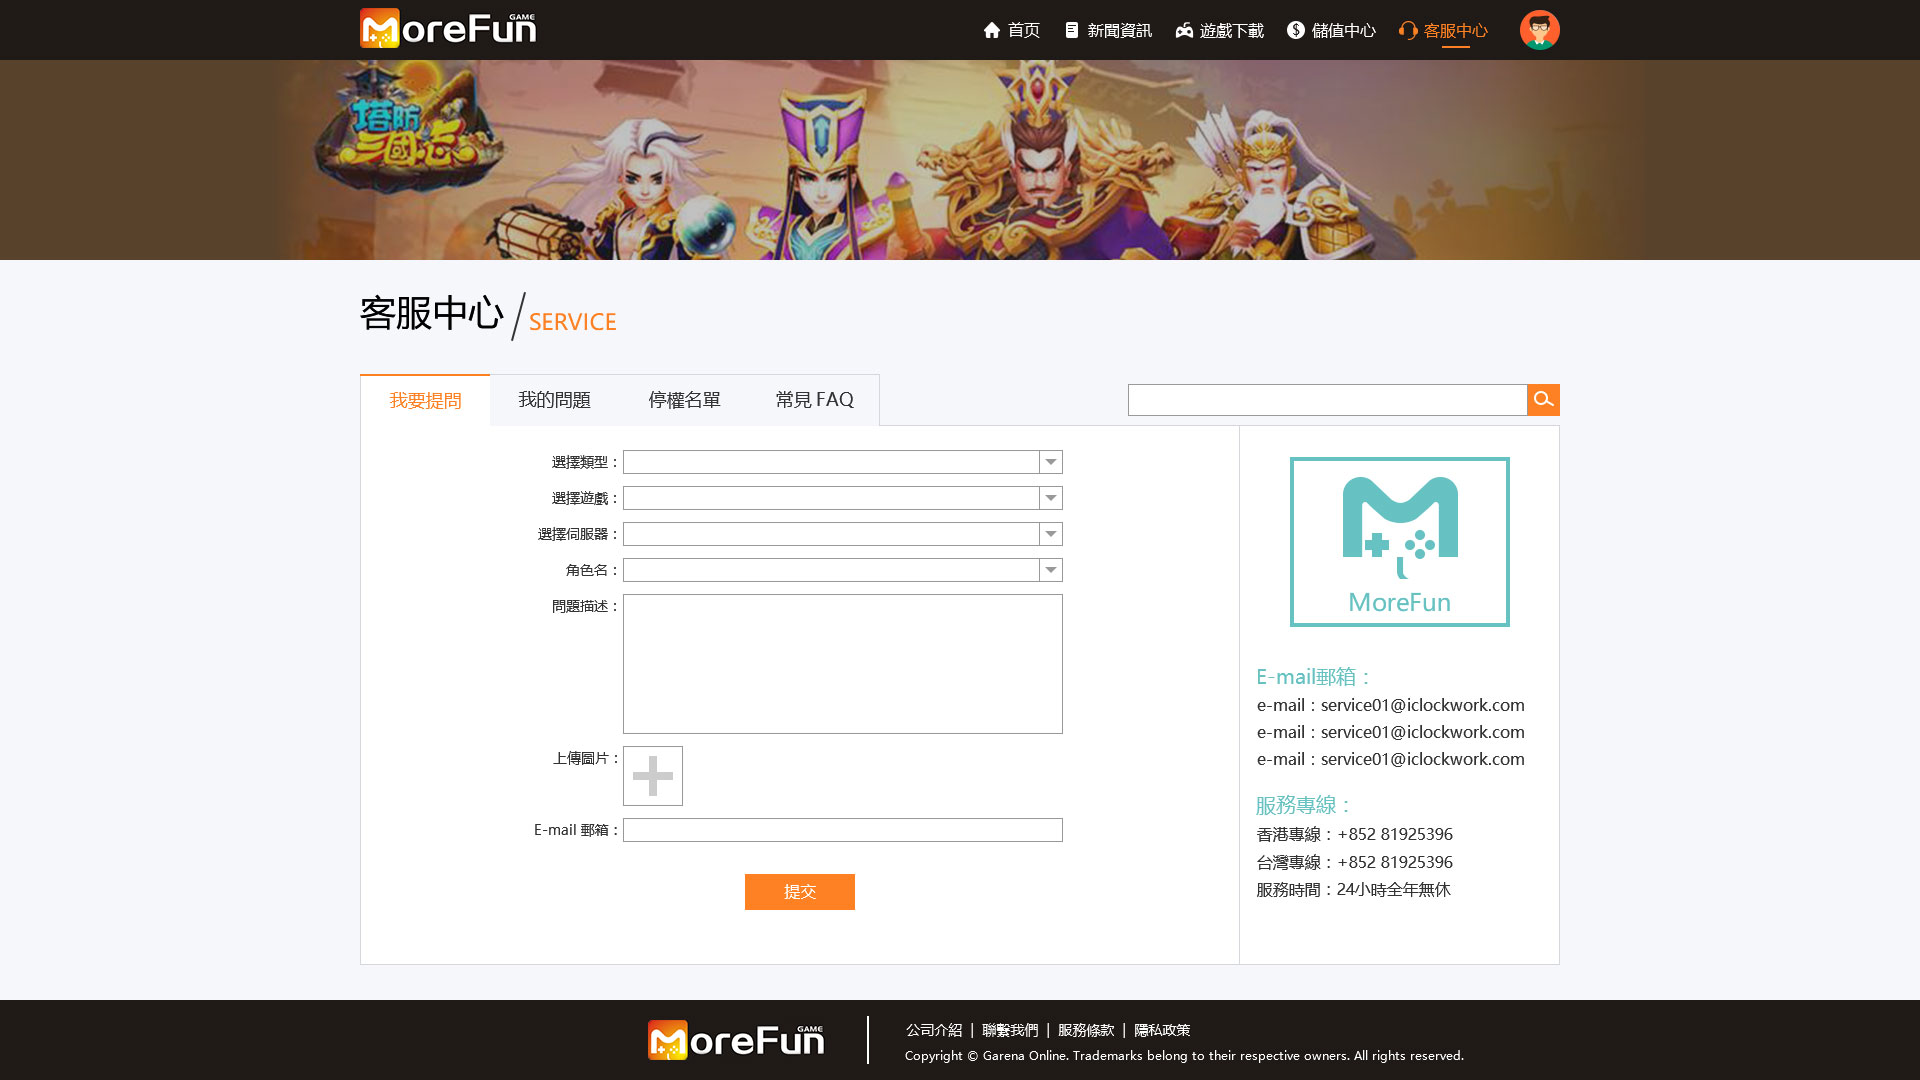 MoreFun GAME
首页 新聞資訊 遊戲下載 儲值中心 客服中心
塔防
三國志
客服中心 / SERVICE
我要提問 我的問題 停權名單 常見 FAQ
選擇類型：
選擇遊戲：
選擇伺服器：
角色名：
問題描述：
上傳圖片：
E-mail 郵箱：
提交
MoreFun
E-mail郵箱：
e-mail：service01@iclockwork.com
e-mail：service01@iclockwork.com
e-mail：service01@iclockwork.com
服務專線：
香港專線：+852 81925396
台灣專線：+852 81925396
服務時間：24小時全年無休
MoreFun GAME
公司介紹 | 聯繫我們 | 服務條款 | 隱私政策
Copyright © Garena Online. Trademarks belong to their respective owners. All rights reserved.